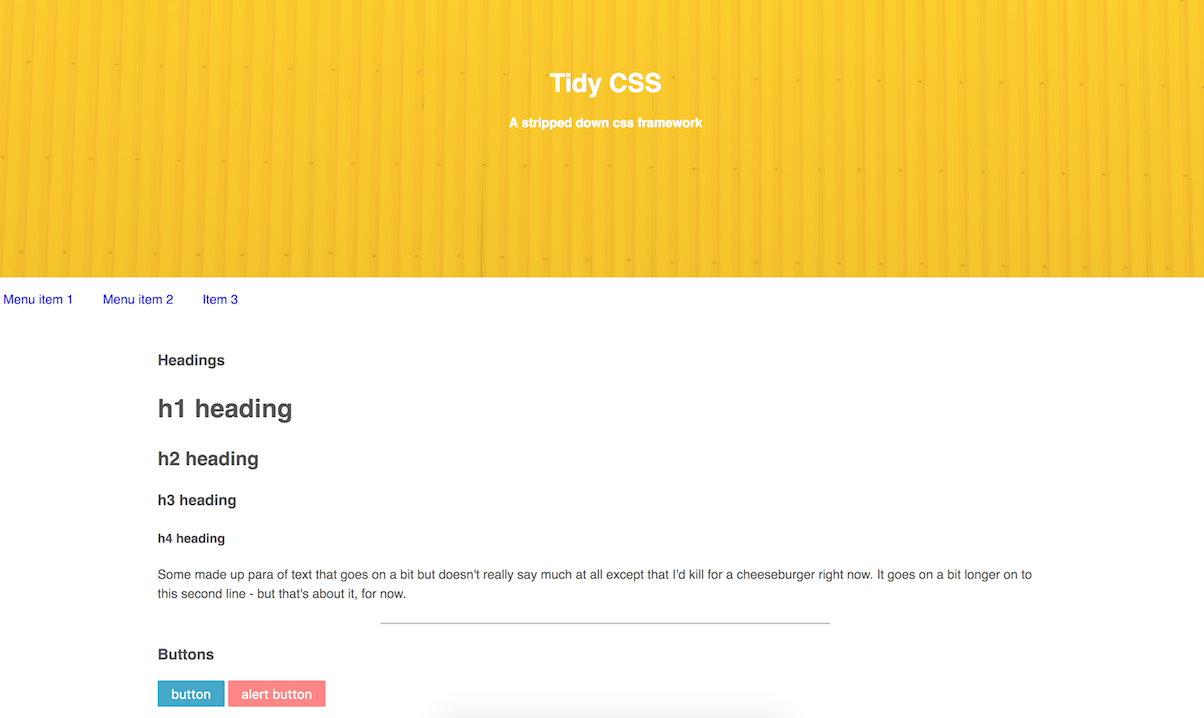 Tidy CSS
A stripped down css framework
Menu item 1 Menu item 2 Item 3
Headings
h1 heading
h2 heading
h3 heading
h4 heading
Some made up para of text that goes on a bit but doesn't really say much at all except that I'd kill for a cheeseburger right now. It goes on a bit longer on to
this second line - but that's about it, for now.
Buttons
button alert button